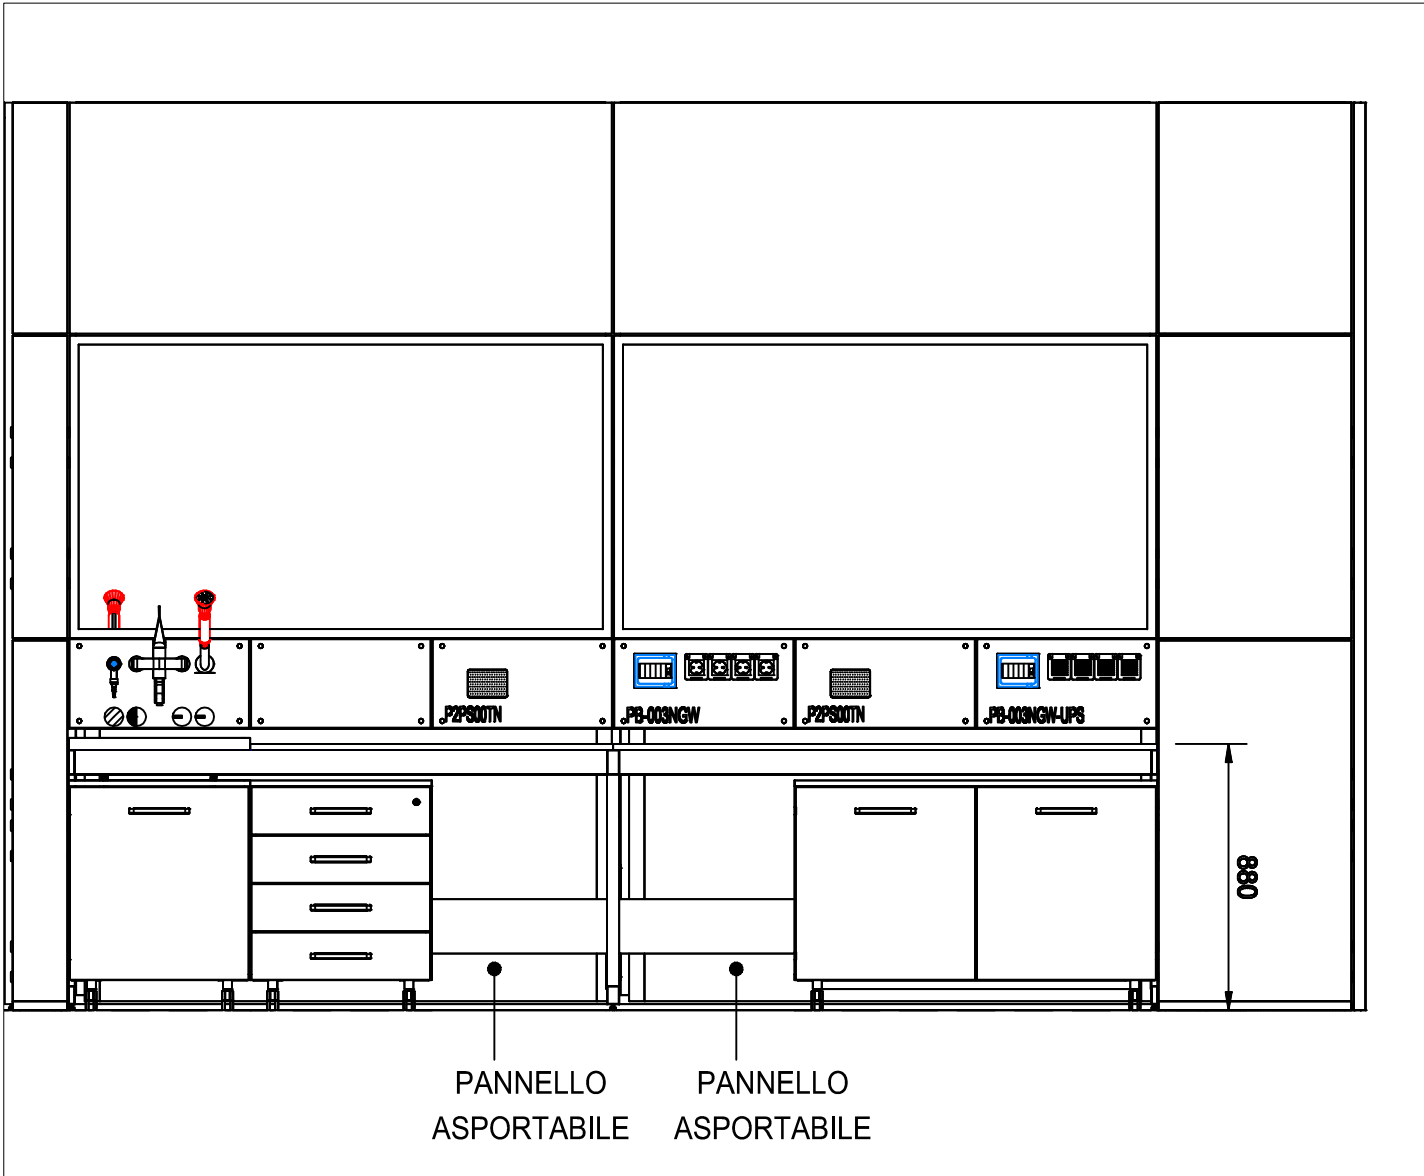 P2PS00TN
PB-003NGW
P2PS00TN
PB-003NGW-UPS
880
PANNELLO
ASPORTABILE
PANNELLO
ASPORTABILE